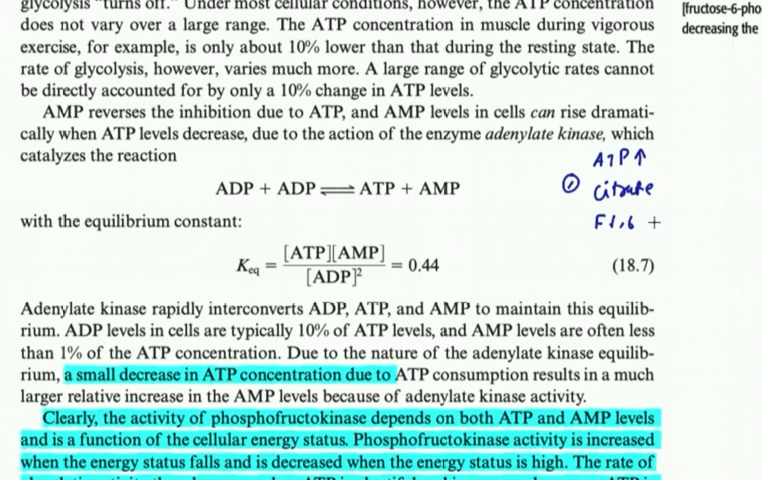 glycolysis "turns off." Under most cellular conditions, however, the ATP concentration
does not vary over a large range. The ATP concentration in muscle during vigorous
exercise, for example, is only about 10% lower than that during the resting state. The
rate of glycolysis, however, varies much more. A large range of glycolytic rates cannot
be directly accounted for by only a 10% change in ATP levels.
[fructose-6-pho
decreasing the
AMP reverses the inhibition due to ATP, and AMP levels in cells can rise dramati-
cally when ATP levels decrease, due to the action of the enzyme adenylate kinase, which
catalyzes the reaction
ATP↑
ADP + ADP ⇌ ATP + AMP
citrate
with the equilibrium constant:
F1,6 +
Keq = [ATP][AMP] / [ADP]² = 0.44 (18.7)
Adenylate kinase rapidly interconverts ADP, ATP, and AMP to maintain this equilib-
rium. ADP levels in cells are typically 10% of ATP levels, and AMP levels are often less
than 1% of the ATP concentration. Due to the nature of the adenylate kinase equilib-
rium, a small decrease in ATP concentration due to ATP consumption results in a much
larger relative increase in the AMP levels because of adenylate kinase activity.
Clearly, the activity of phosphofructokinase depends on both ATP and AMP levels
and is a function of the cellular energy status. Phosphofructokinase activity is increased
when the energy status falls and is decreased when the energy status is high. The rate of